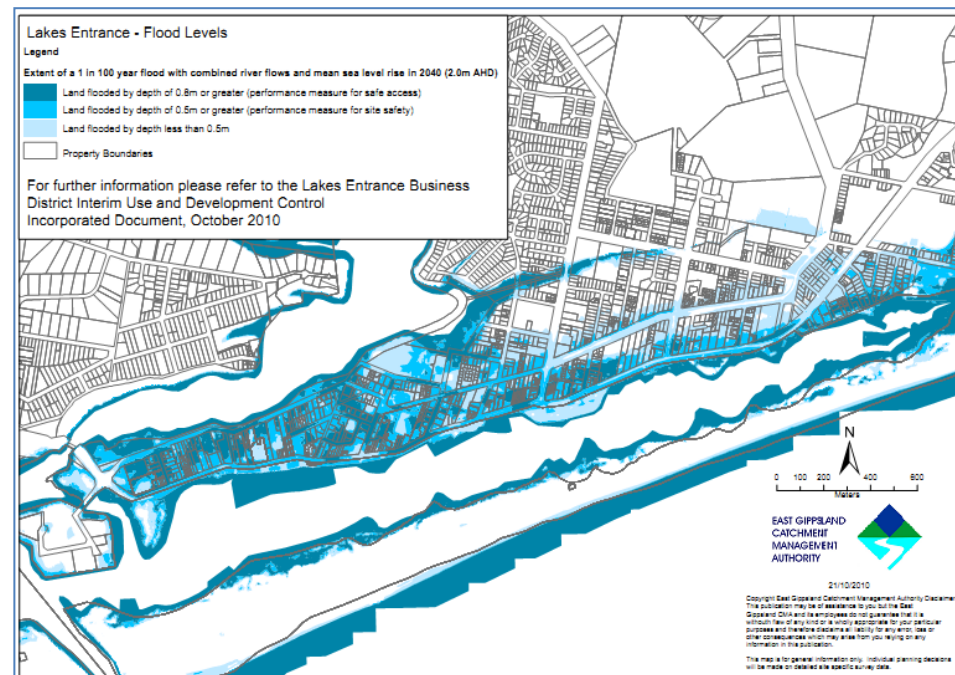 Lakes Entrance - Flood Levels
Legend
Extent of a 1 in 100 year flood with combined river flows and mean sea level rise in 2040 (2.0m AHD)
Land flooded by depth of 0.8m or greater (performance measure for safe access)
Land flooded by depth of 0.5m or greater (performance measure for site safety)
Land flooded by depth less than 0.5m
Property Boundaries
For further information please refer to the Lakes Entrance Business
District Interim Use and Development Control
Incorporated Document, October 2010
N
0 100 200 400 600
Meters
EAST GIPPSLAND
CATCHMENT
MANAGEMENT
AUTHORITY
21/10/2010
Copyright East Gippsland Catchment Management Authority Disclaimer
This publication may be of assistance to you but the East
Gippsland CMA and its employees do not guarantee that it is
without flaw of any kind or is wholly appropriate for your particular
purposes and therefore disclaims all liability for any error, loss or
other consequences which may arise from you relying on any
information in this publication.
This map is for general information only. Individual planning decisions
will be made on detailed site specific survey data.